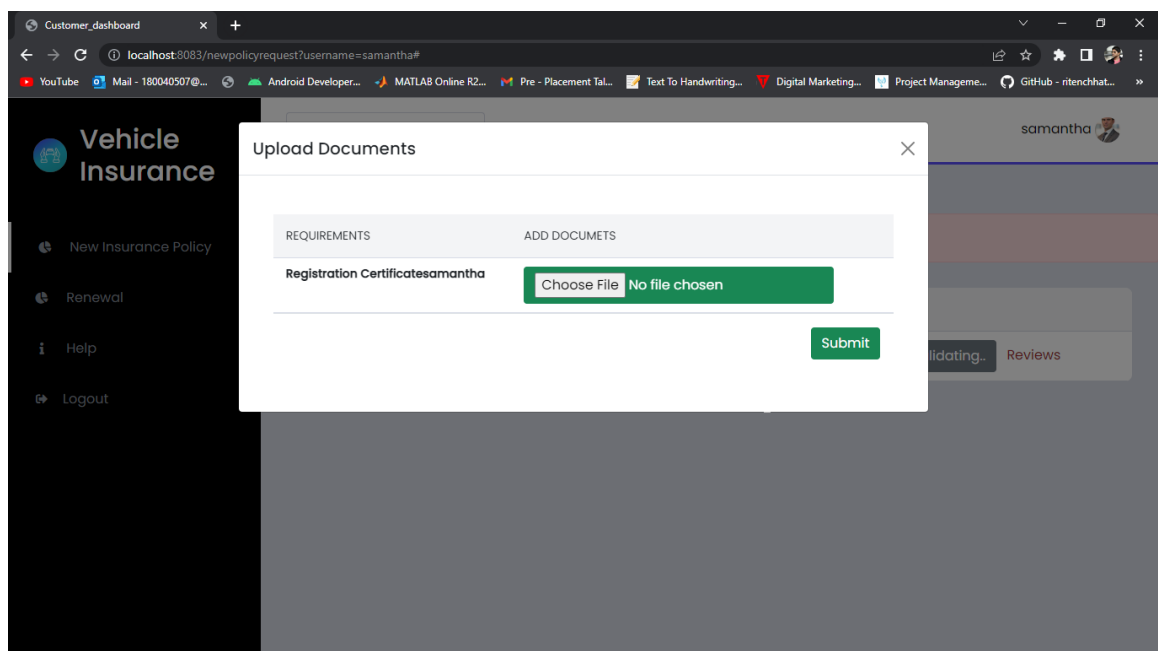 Customer_dashboard
localhost:8083/newpolicyrequest?username=samantha#
YouTube Mail - 180040507@... Android Developer... MATLAB Online R2... Pre - Placement Tal... Text To Handwriting... Digital Marketing... Project Manageme... GitHub - ritenchhat... »
Vehicle
Insurance
samantha
Upload Documents
New Insurance Policy
REQUIREMENTS ADD DOCUMETS
Registration Certificatesamantha Choose File No file chosen
Renewal
Submit
Help
lidating.. Reviews
Logout